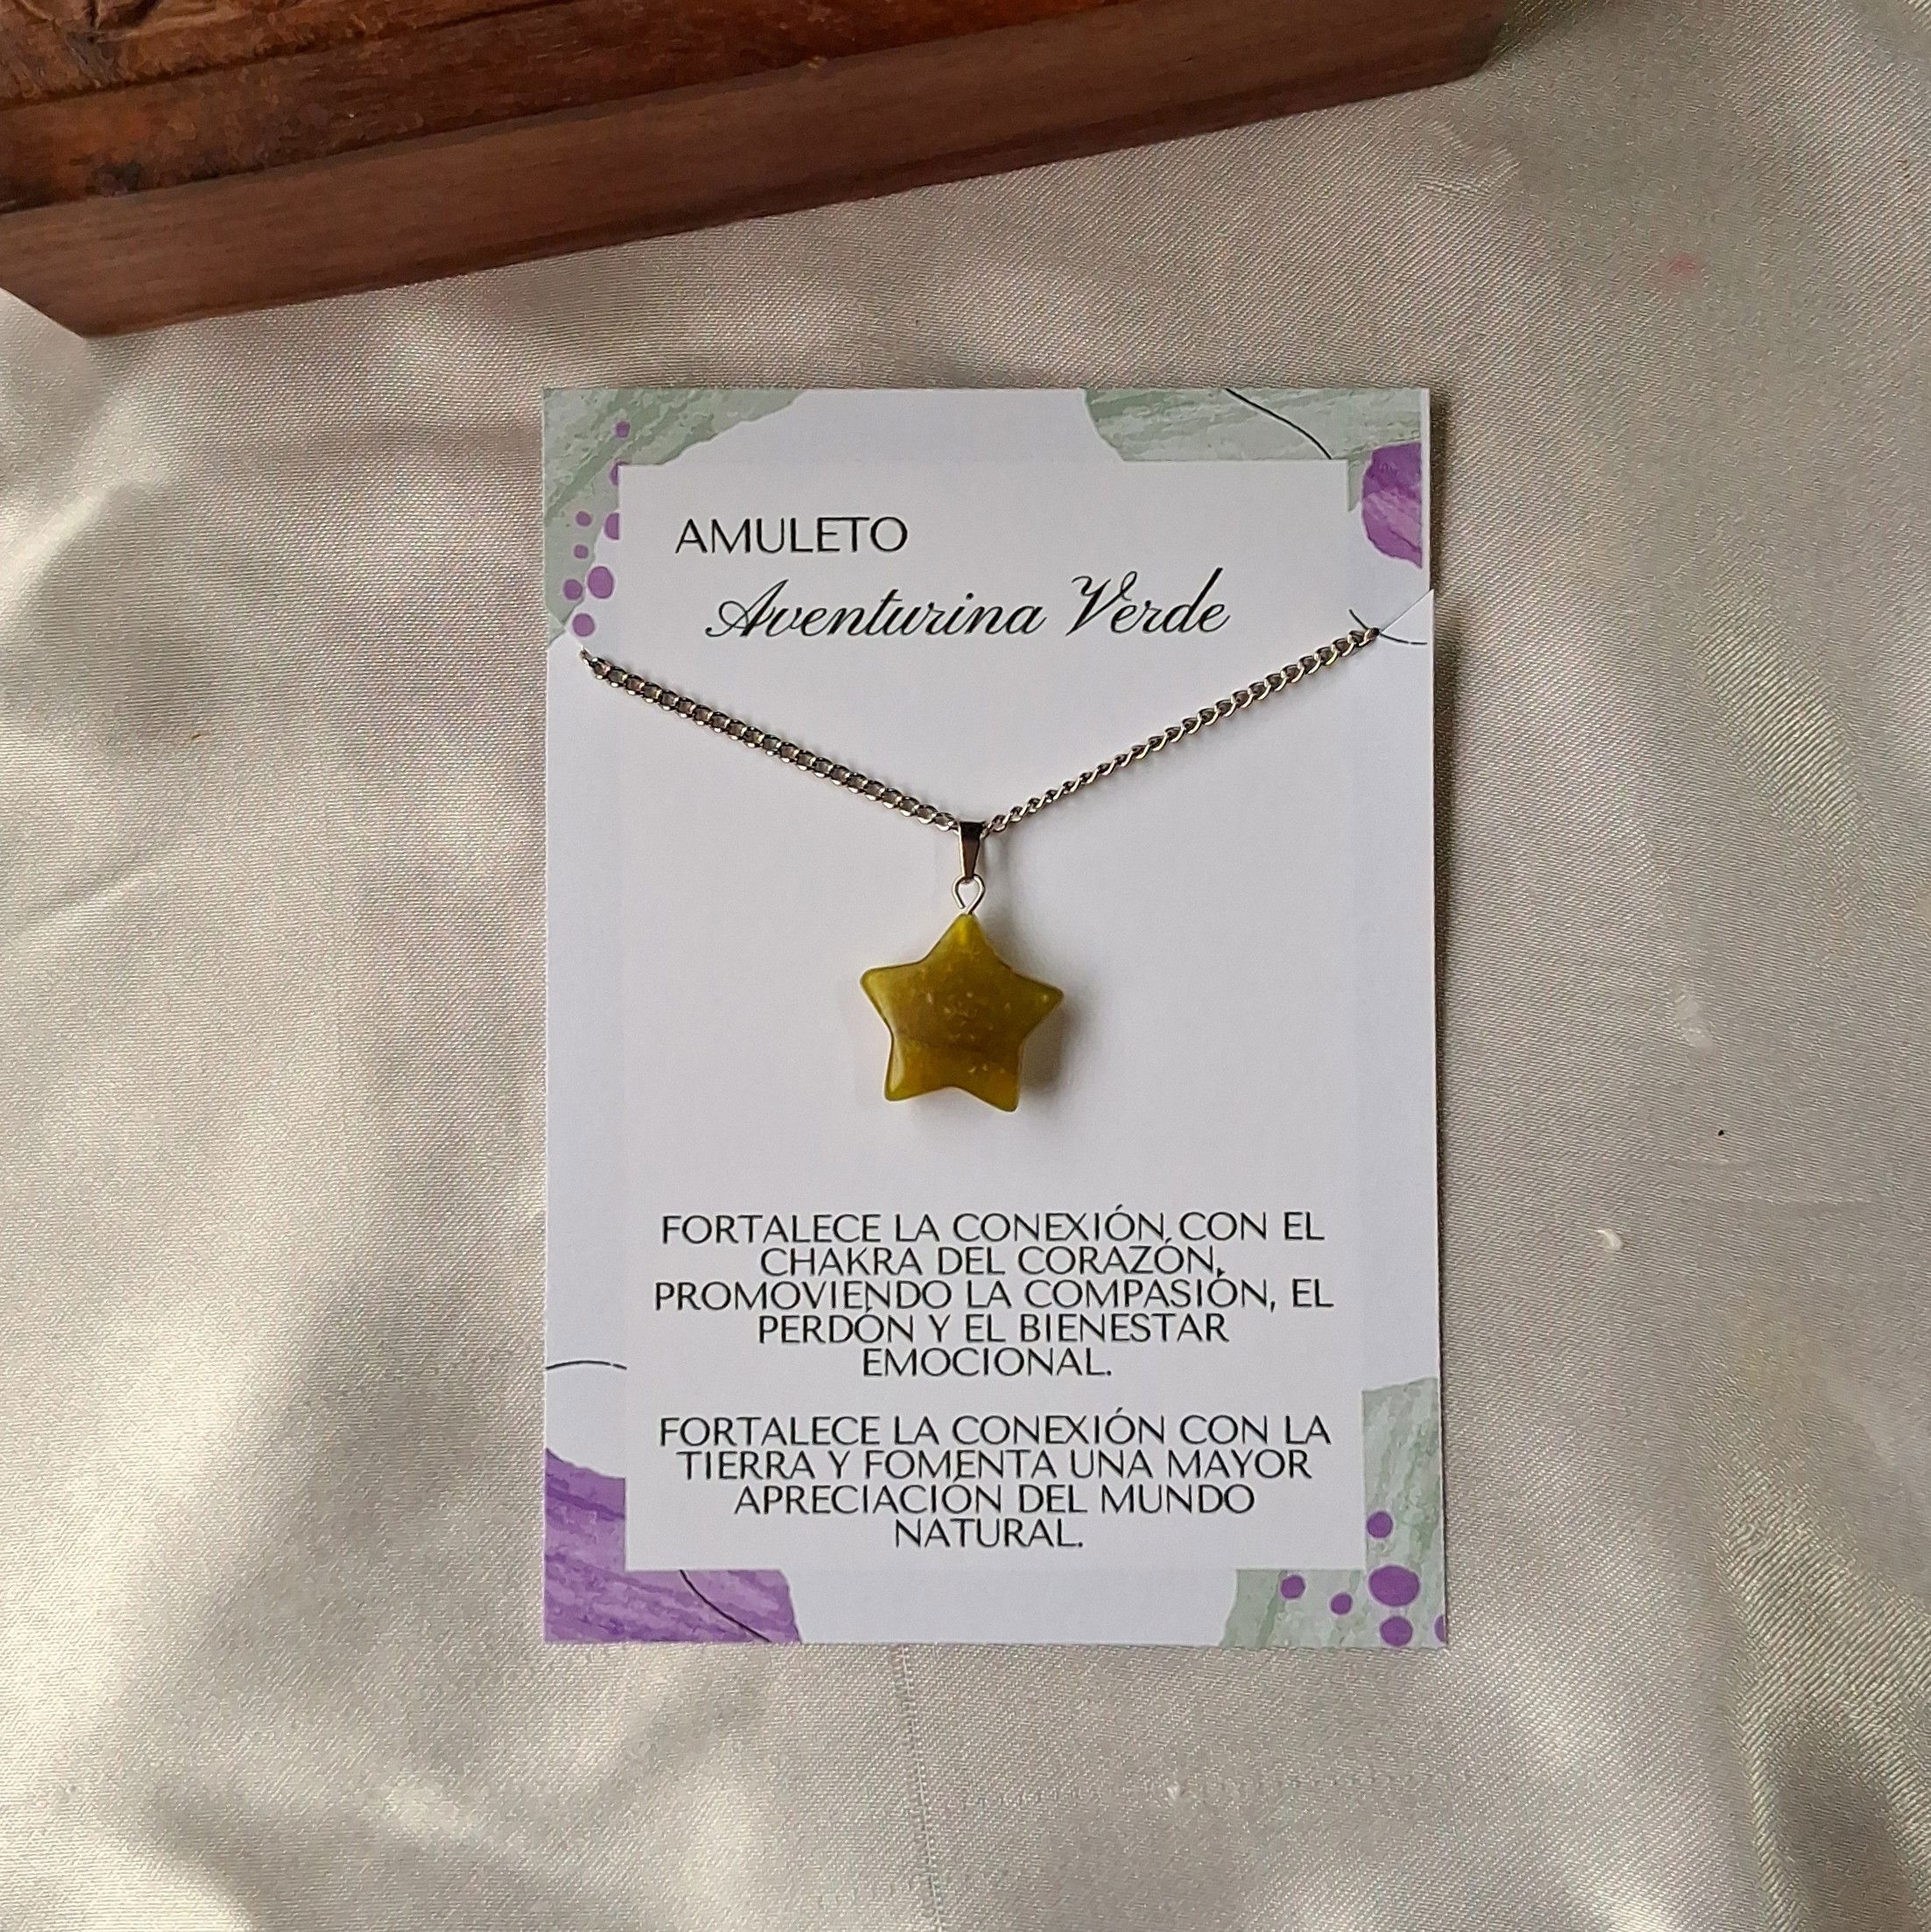 AMULETO
Aventurina Verde
FORTALECE LA CONEXIÓN CON EL
CHAKRA DEL CORAZÓN,
PROMOVIENDO LA COMPASIÓN, EL
PERDÓN Y EL BIENESTAR
EMOCIONAL.
FORTALECE LA CONEXIÓN CON LA
TIERRA Y FOMENTA UNA MAYOR
APRECIACIÓN DEL MUNDO
NATURAL.